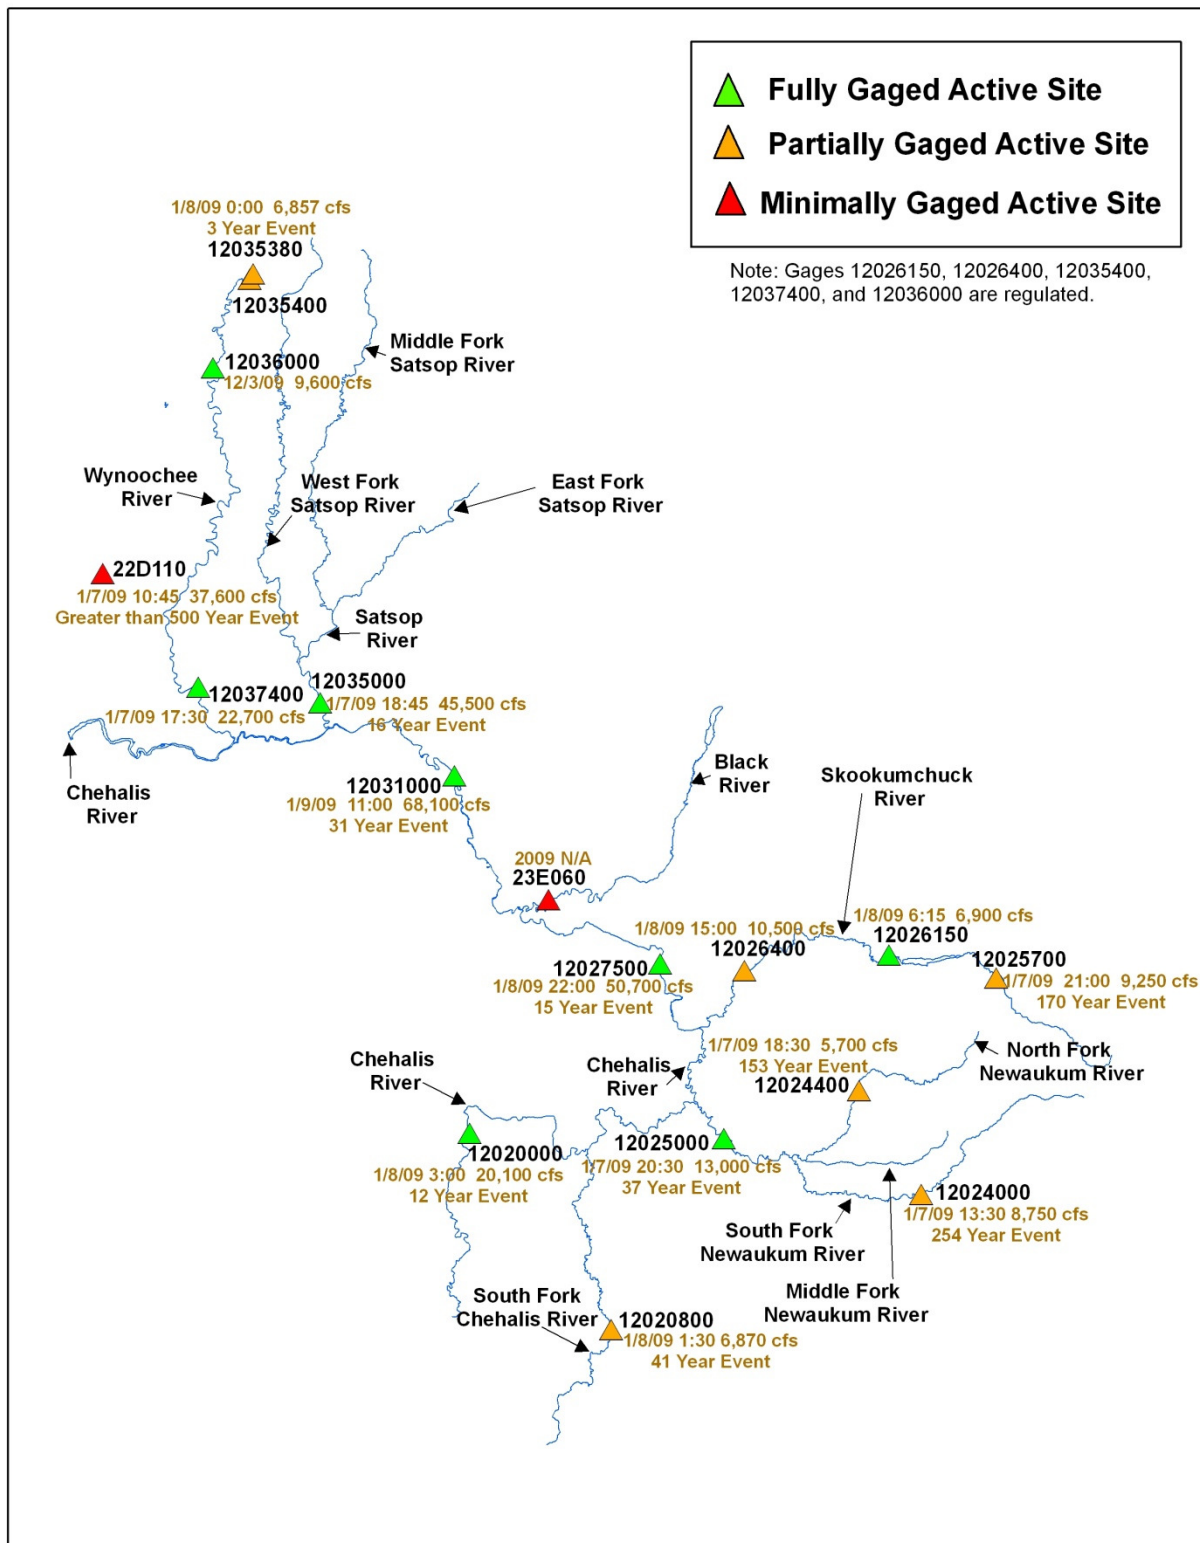 Fully Gaged Active Site
Partially Gaged Active Site
Minimally Gaged Active Site
Note: Gages 12026150, 12026400, 12035400,
12037400, and 12036000 are regulated.
1/8/09 0:00 6,857 cfs
3 Year Event
12035380
12035400
12036000
12/3/09 9,600 cfs
Middle Fork
Satsop River
Wynoochee
River
West Fork
Satsop River
East Fork
Satsop River
22D110
1/7/09 10:45 37,600 cfs
Greater than 500 Year Event
Satsop
River
12037400
1/7/09 17:30 22,700 cfs
12035000
1/7/09 18:45 45,500 cfs
16 Year Event
Chehalis
River
12031000
1/9/09 11:00 68,100 cfs
31 Year Event
Black
River
Skookumchuck
River
2009 N/A
23E060
1/8/09 15:00 10,500 cfs
12026400
1/8/09 6:15 6,900 cfs
12026150
12025700
1/7/09 21:00 9,250 cfs
170 Year Event
12027500
1/8/09 22:00 50,700 cfs
15 Year Event
1/7/09 18:30 5,700 cfs
153 Year Event
12024400
North Fork
Newaukum River
Chehalis
River
Chehalis
River
12020000
1/8/09 3:00 20,100 cfs
12 Year Event
12025000
1/7/09 20:30 13,000 cfs
37 Year Event
12024000
1/7/09 13:30 8,750 cfs
254 Year Event
South Fork
Newaukum River
Middle Fork
Newaukum River
South Fork
Chehalis River
12020800
1/8/09 1:30 6,870 cfs
41 Year Event